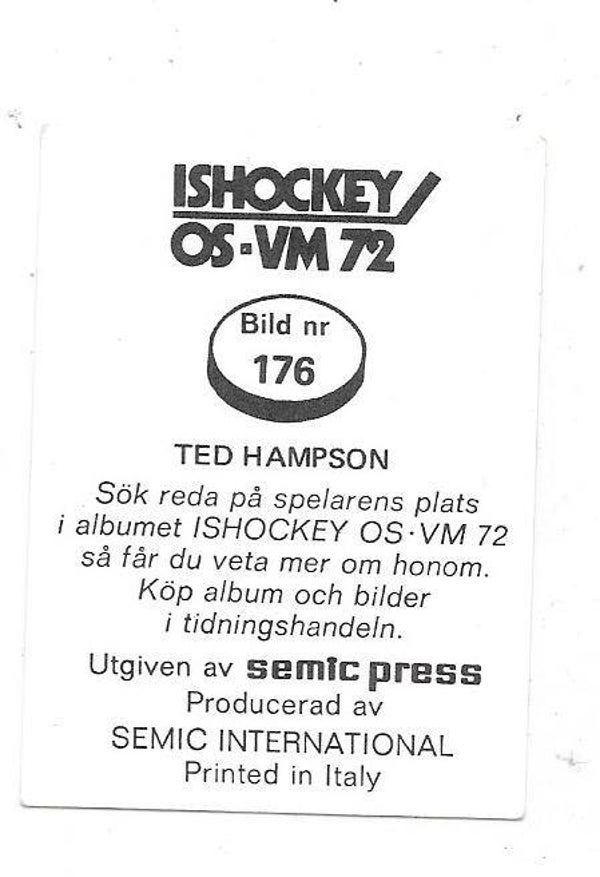 ISHOCKEY
OS-VM 72
Bild nr
176
TED HAMPSON
Sök reda på spelarens plats
i albumet ISHOCKEY OS·VM 72
så får du veta mer om honom.
Köp album och bilder
i tidningshandeln.
Utgiven av semic press
Producerad av
SEMIC INTERNATIONAL
Printed in Italy